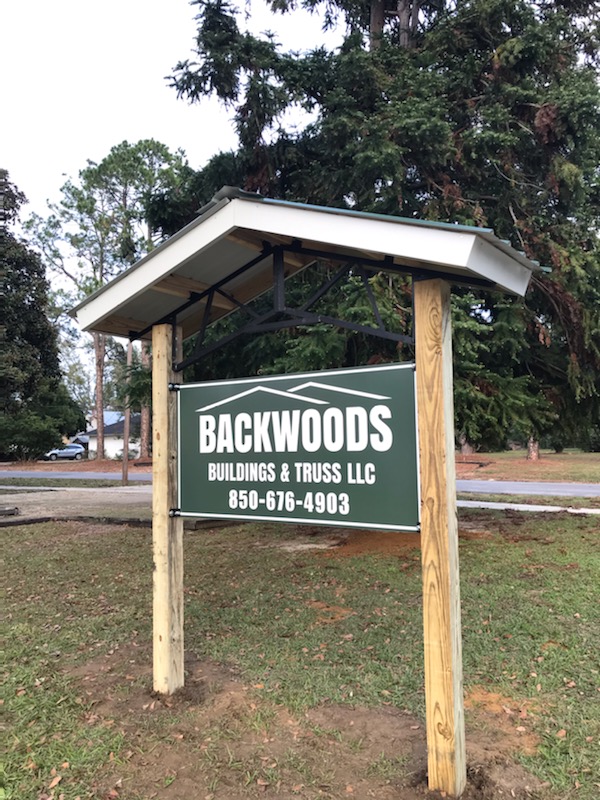 BACKWOODS
BUILDINGS & TRUSS LLC
850-676-4903